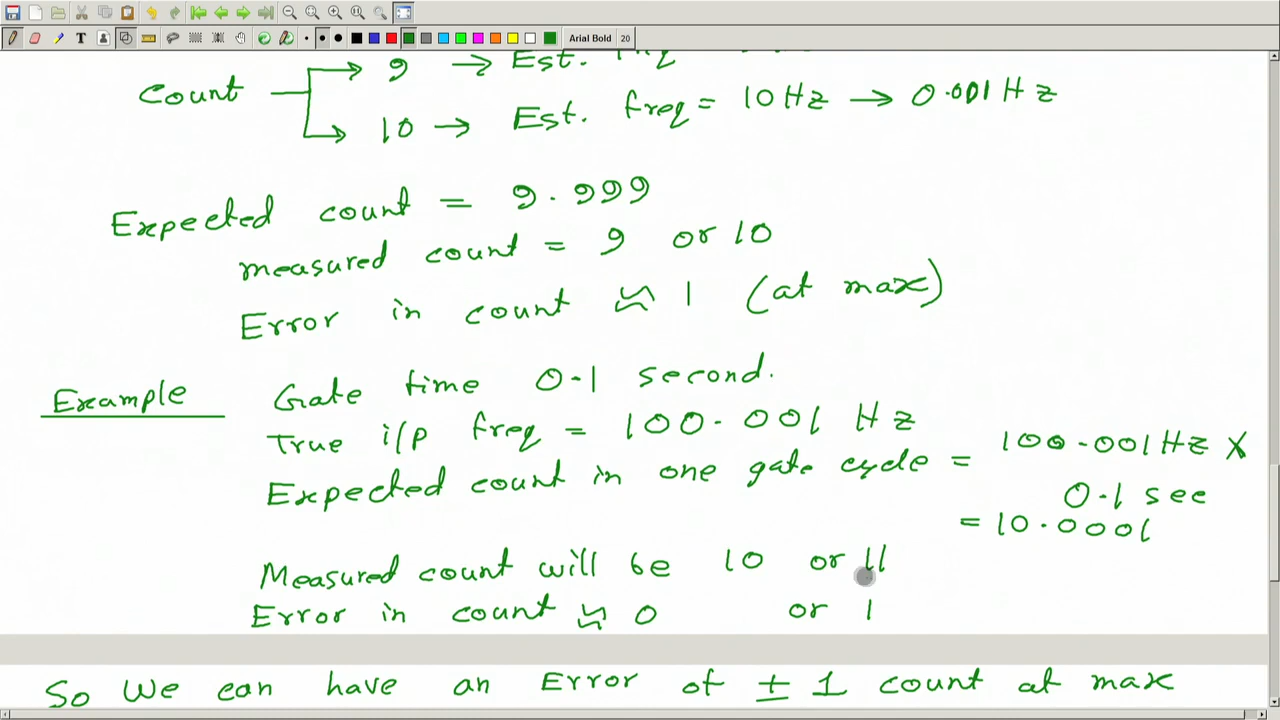 Arial Bold 20
Count → 9 → Est.
→ 10 → Est. freq = 10 Hz → 0.001 Hz
Expected count = 9.999
measured count = 9 or 10
Error in count ≈ 1 (at max)
Example Gate time 0.1 second.
True i/p freq = 100.001 Hz
Expected count in one gate cycle = 100.001 Hz X
0.1 sec
= 10.0001
Measured count will be 10 or 11
Error in count ≈ 0 or 1
So We can have an Error of ± 1 count at max